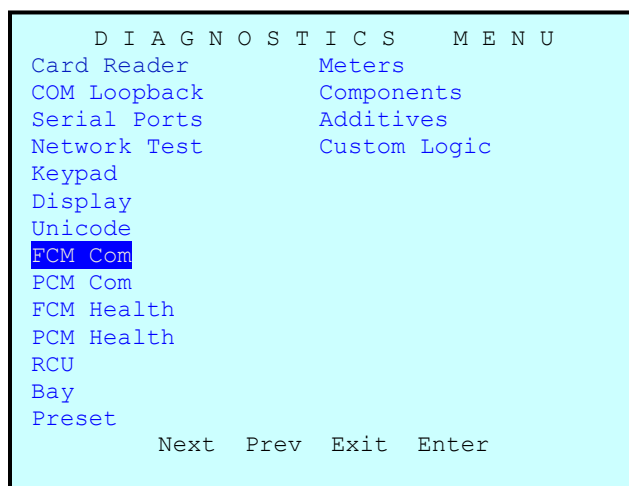 D I A G N O S T I C S   M E N U
Card Reader Meters
COM Loopback Components
Serial Ports Additives
Network Test Custom Logic
Keypad
Display
Unicode
FCM Com
PCM Com
FCM Health
PCM Health
RCU
Bay
Preset
Next Prev Exit Enter